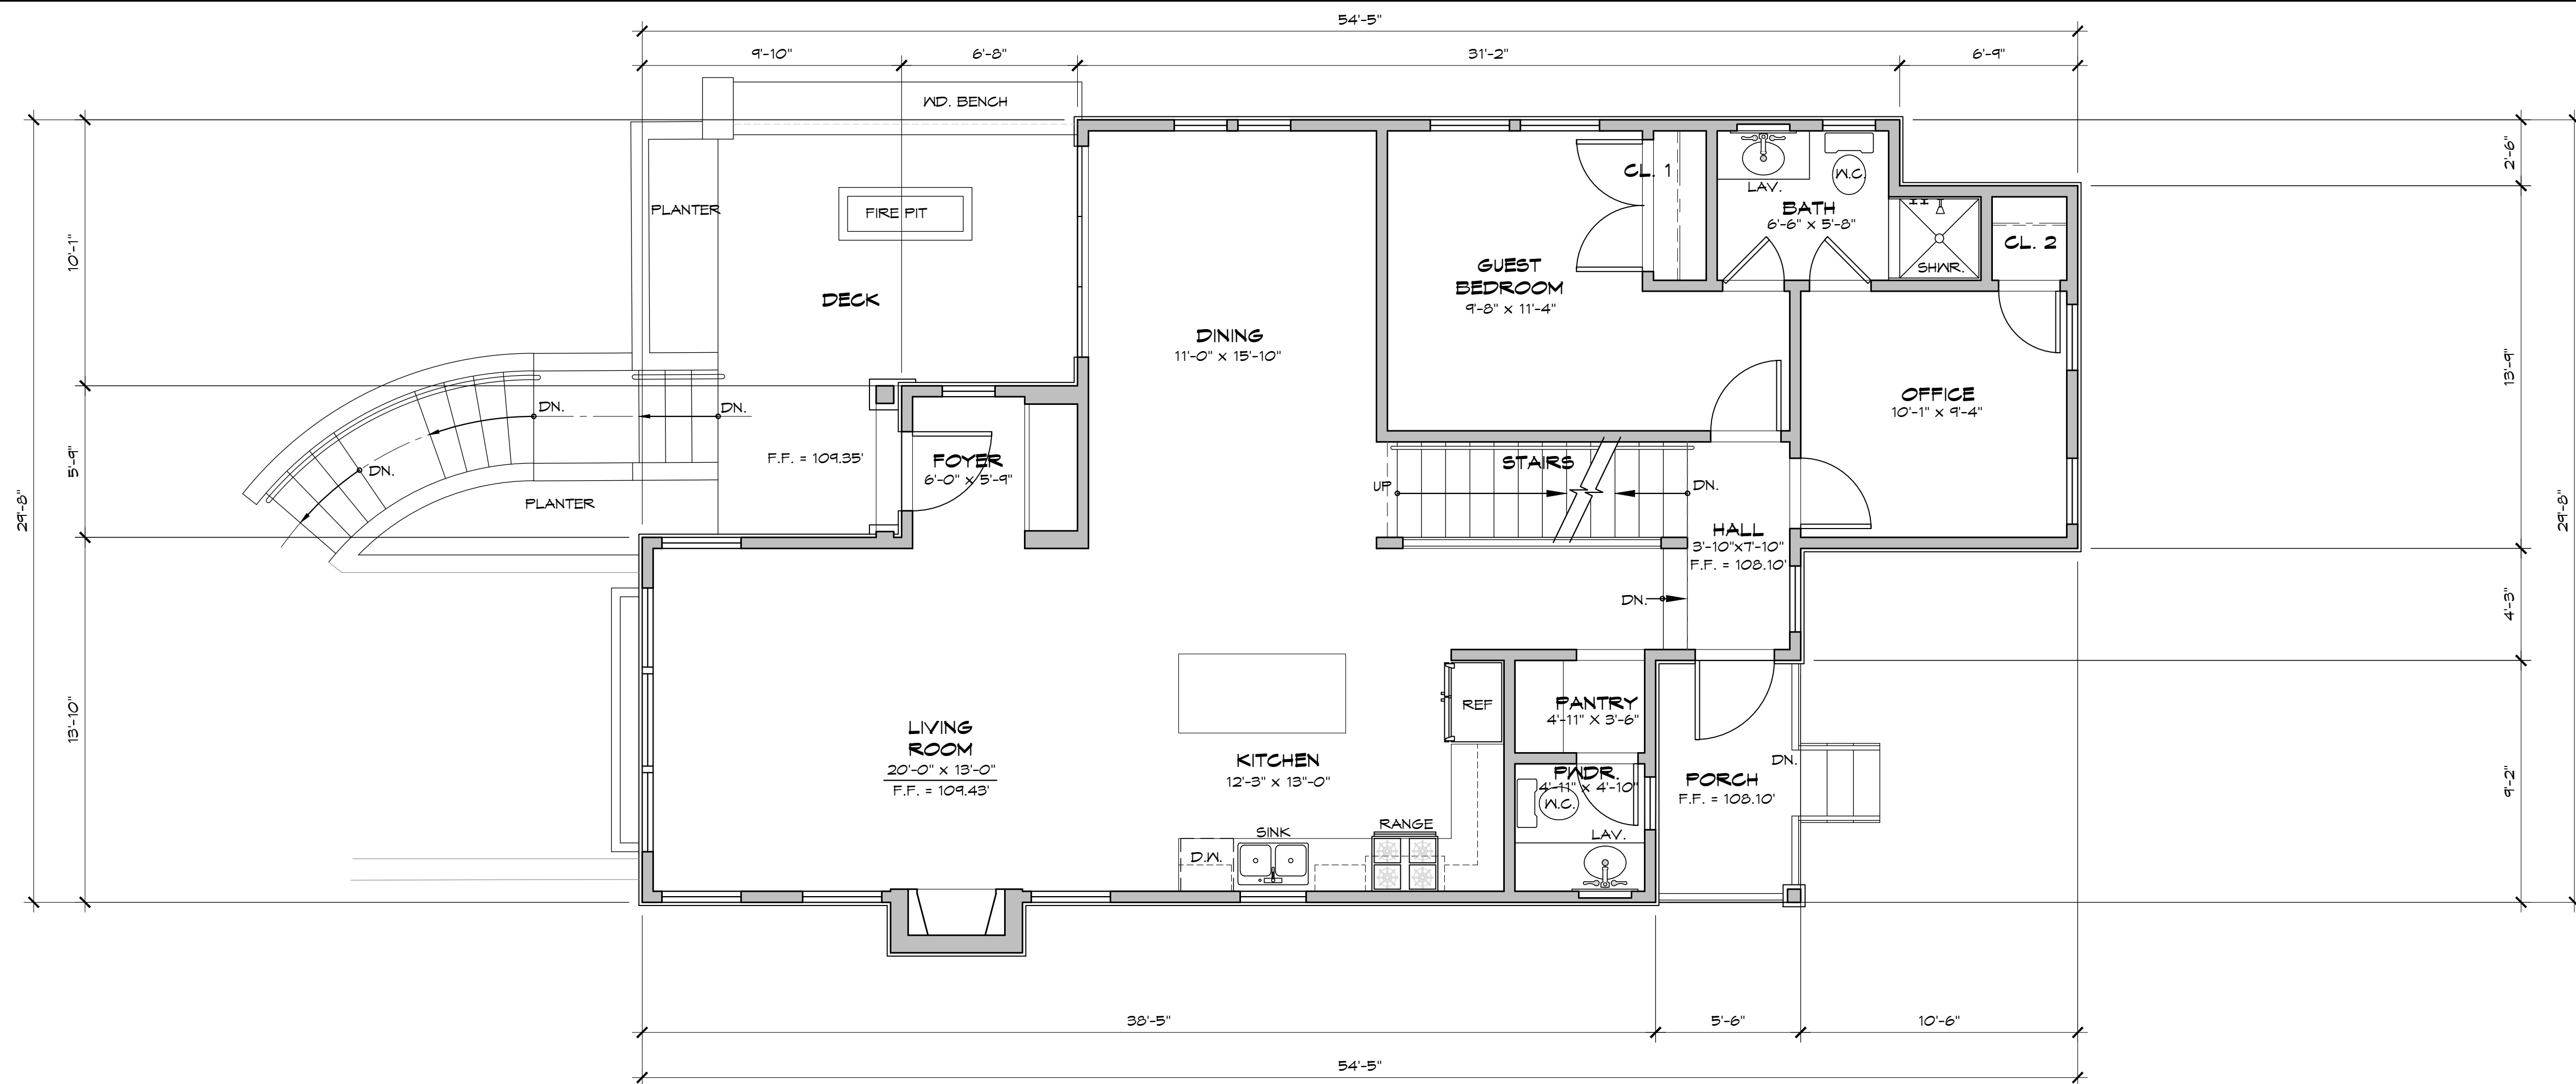 54'-5"
9'-10"
6'-8"
31'-2"
6'-9"
WD. BENCH
PLANTER
FIRE PIT
DECK
10'-1"
5'-9"
13'-10"
29'-8"
DN.
DN.
DN.
PLANTER
F.F. = 109.35'
FOYER
6'-0" x 5'-9"
DINING
11'-0" x 15'-10"
GUEST
BEDROOM
9'-8" x 11'-4"
CL. 1
LAV.
W.C.
BATH
6'-6" x 5'-8"
SHWR.
CL. 2
OFFICE
10'-1" x 9'-4"
STAIRS
UP
DN.
HALL
3'-10"x7'-10"
F.F. = 108.10'
DN.
2'-6"
13'-9"
4'-3"
9'-2"
29'-8"
LIVING
ROOM
20'-0" x 13'-0"
F.F. = 109.43'
KITCHEN
12'-3" x 13"-0"
REF
PANTRY
4'-11" X 3'-6"
PWDR.
4'-11" x 4'-10"
W.C.
LAV.
PORCH
F.F. = 108.10'
DN.
D.W.
SINK
RANGE
38'-5"
5'-6"
10'-6"
54'-5"